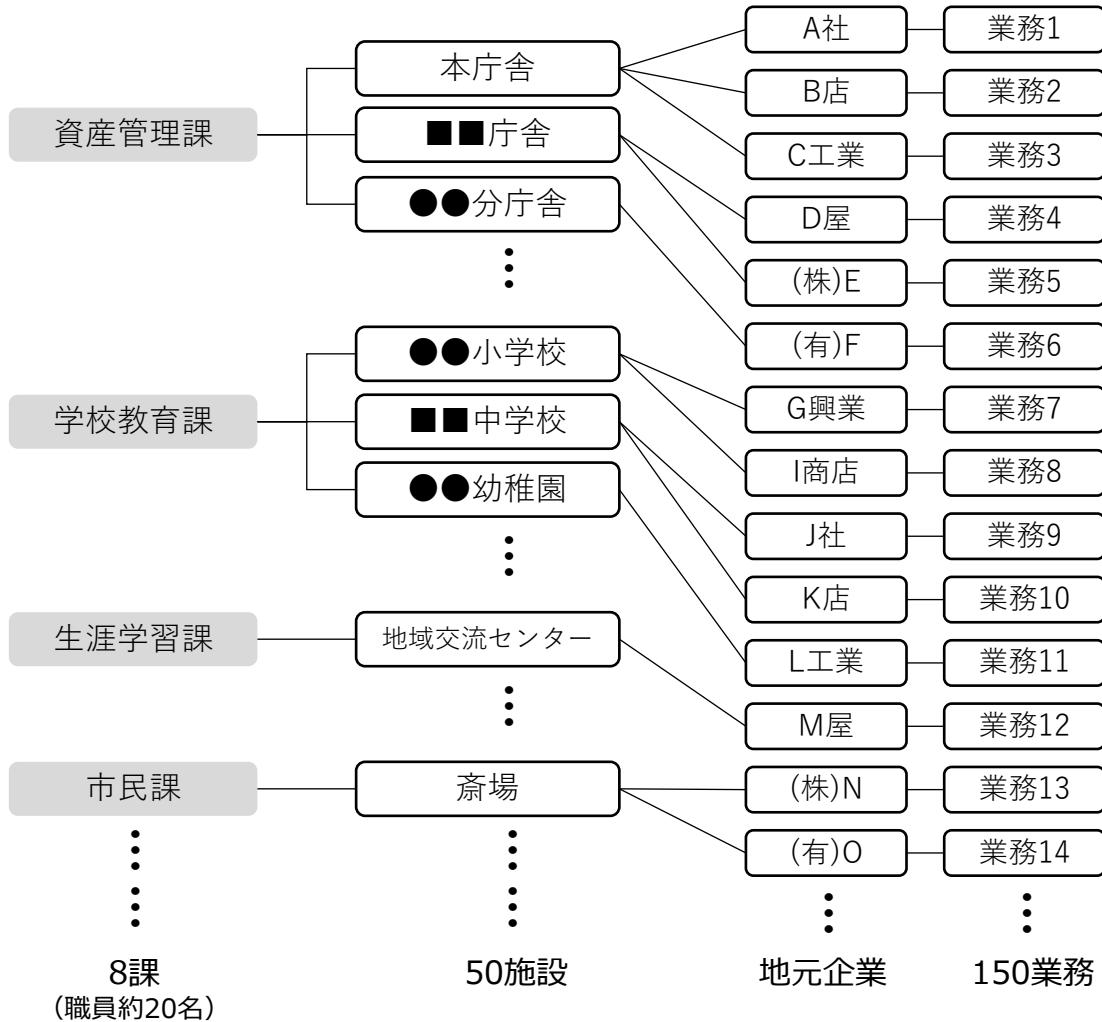 資産管理課
本庁舎
■■庁舎
●●分庁舎
A社
業務1
B店
業務2
C工業
業務3
D屋
業務4
(株)E
業務5
(有)F
業務6
学校教育課
●●小学校
■■中学校
●●幼稚園
G興業
業務7
I商店
業務8
J社
業務9
K店
業務10
L工業
業務11
生涯学習課
地域交流センター
M屋
業務12
市民課
斎場
(株)N
業務13
(有)O
業務14
8課
(職員約20名)
50施設
地元企業
150業務